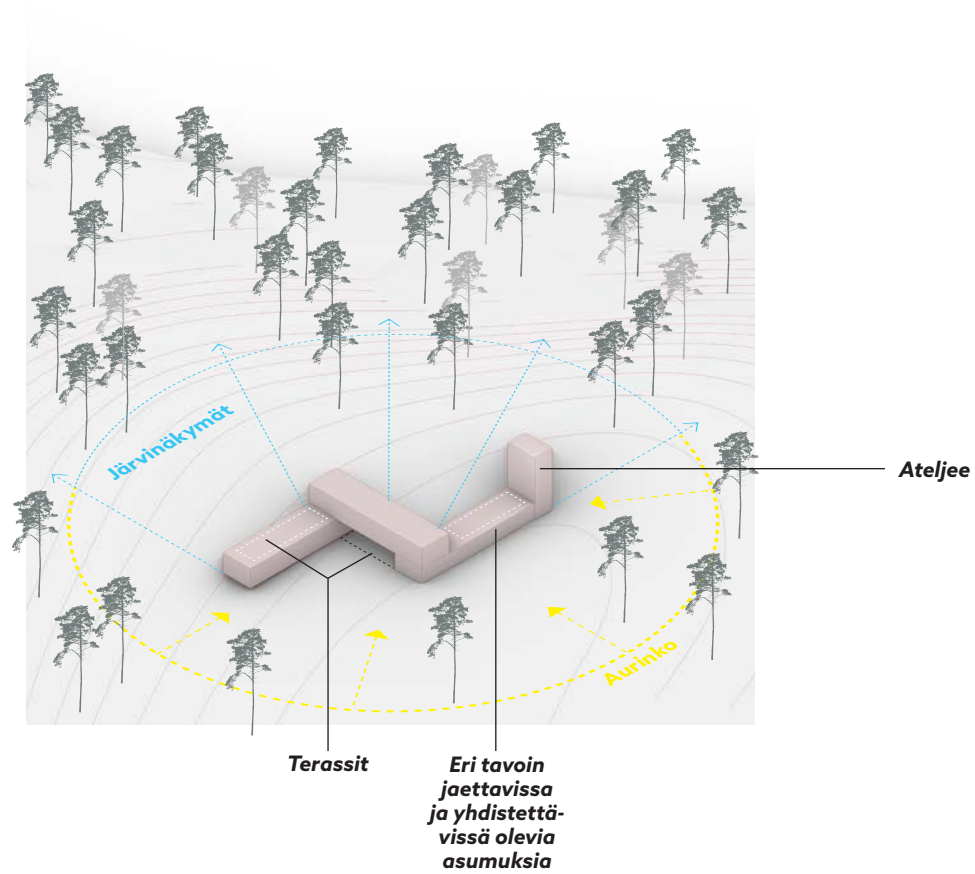 Järvinäkymät
Ateljee
Aurinko
Terassit
Eri tavoin
jaettavissa
ja yhdistettä-
vissä olevia
asumuksia